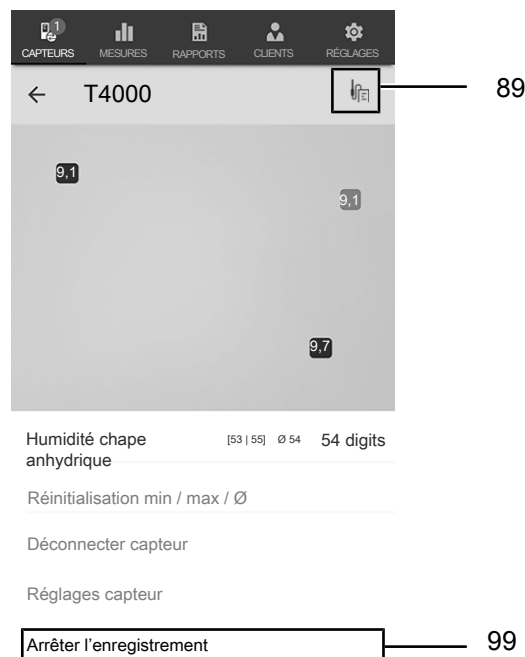 1
CAPTEURS MESURES RAPPORTS CLIENTS RÉGLAGES
T4000
89
9,1
9,1
9,7
Humidité chape
anhydrique
[53 | 55] Ø 54 54 digits
Réinitialisation min / max / Ø
Déconnecter capteur
Réglages capteur
Arrêter l’enregistrement
99